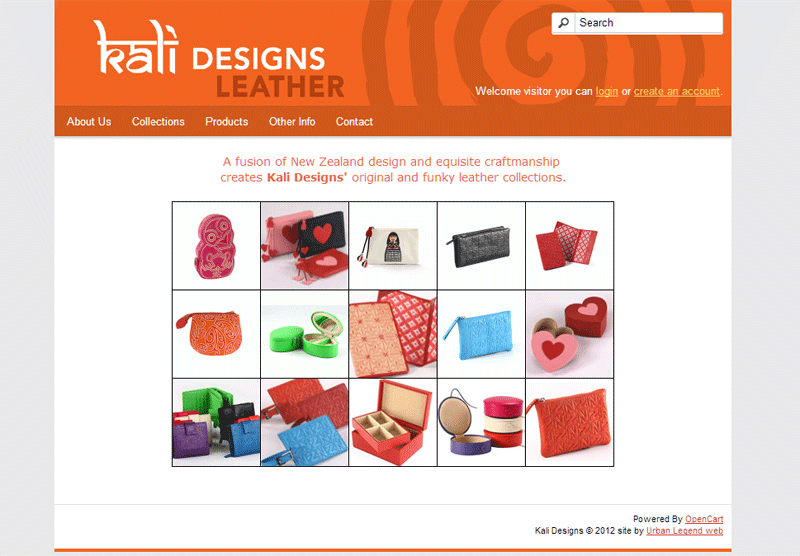 kali DESIGNS
LEATHER
Search
Welcome visitor you can login or create an account.
About Us Collections Products Other Info Contact
A fusion of New Zealand design and equisite craftmanship
creates Kali Designs' original and funky leather collections.
Powered By OpenCart
Kali Designs © 2012 site by Urban Legend web